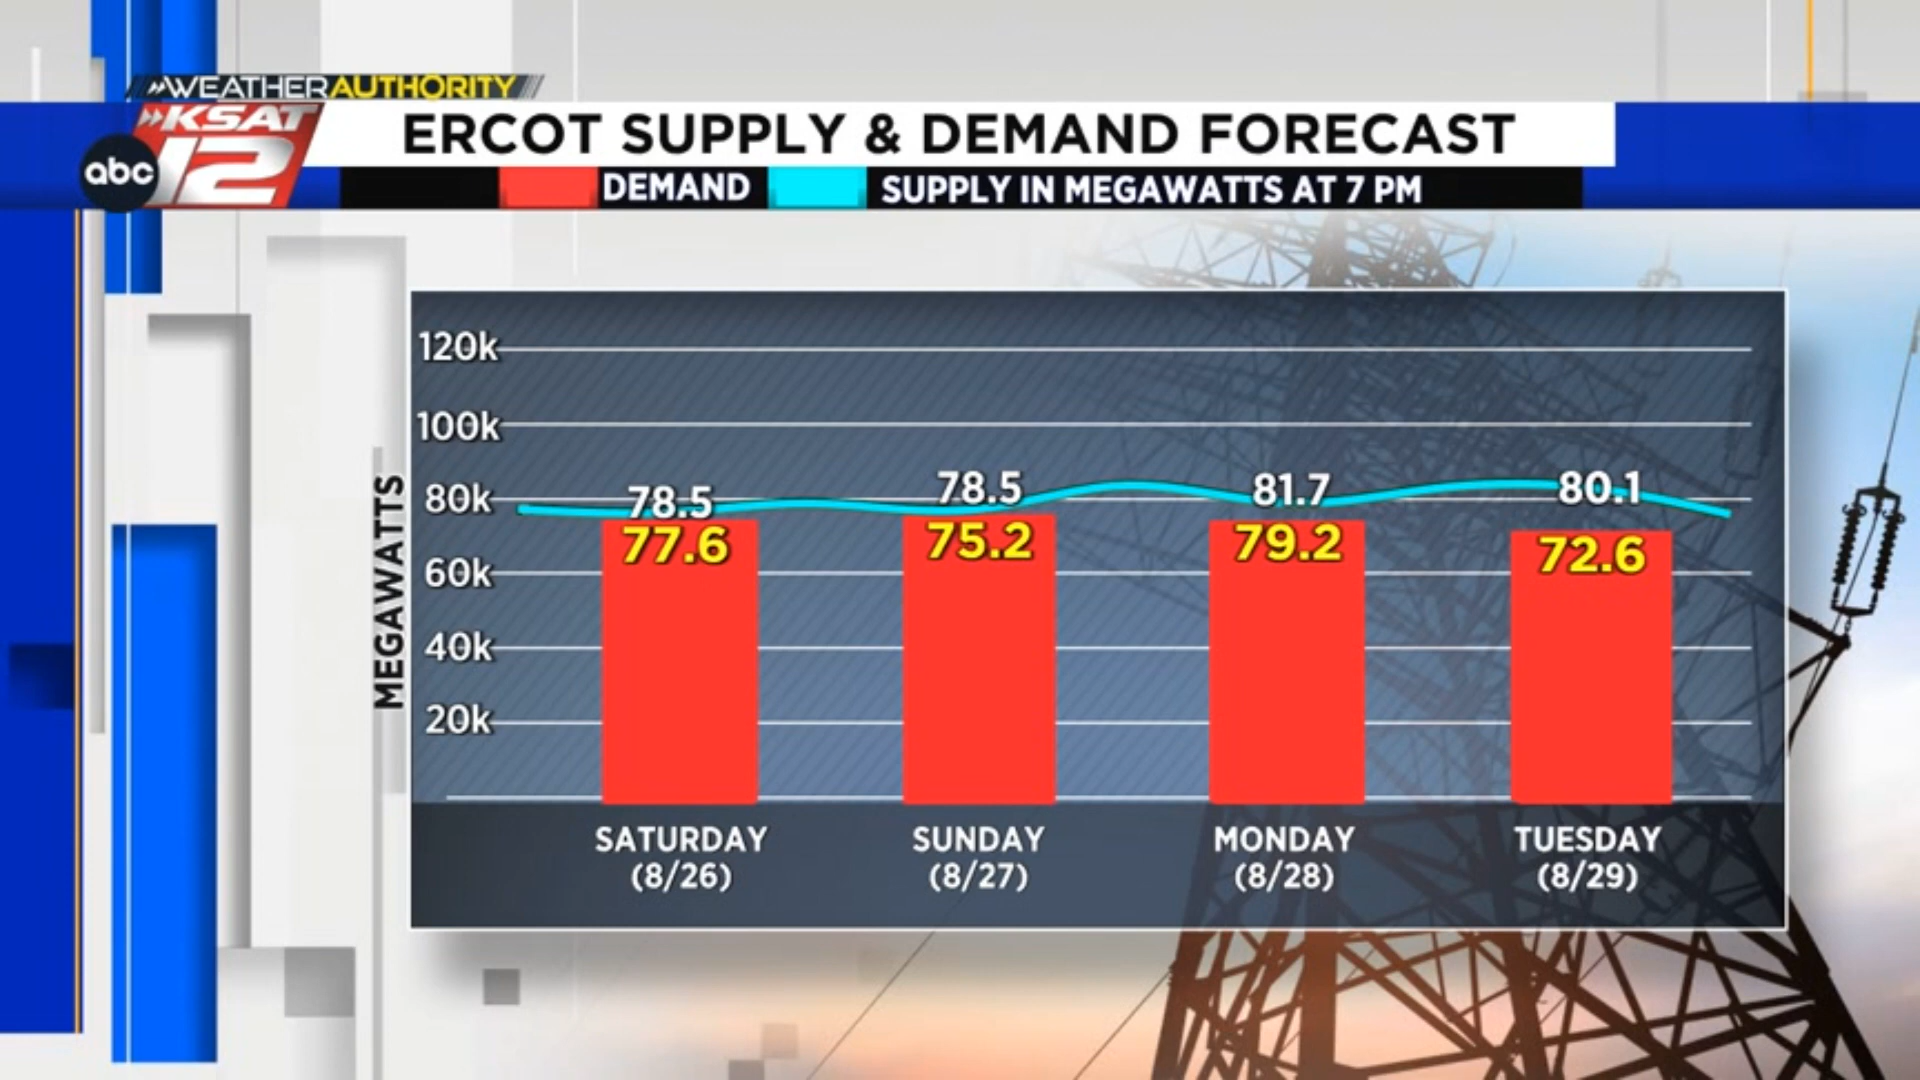 WEATHERAUTHORITY
KSAT
abc 12
ERCOT SUPPLY & DEMAND FORECAST
DEMAND SUPPLY IN MEGAWATTS AT 7 PM
MEGAWATTS
120k
100k
80k
60k
40k
20k
78.5 78.5 81.7 80.1
77.6 75.2 79.2 72.6
SATURDAY SUNDAY MONDAY TUESDAY
(8/26) (8/27) (8/28) (8/29)